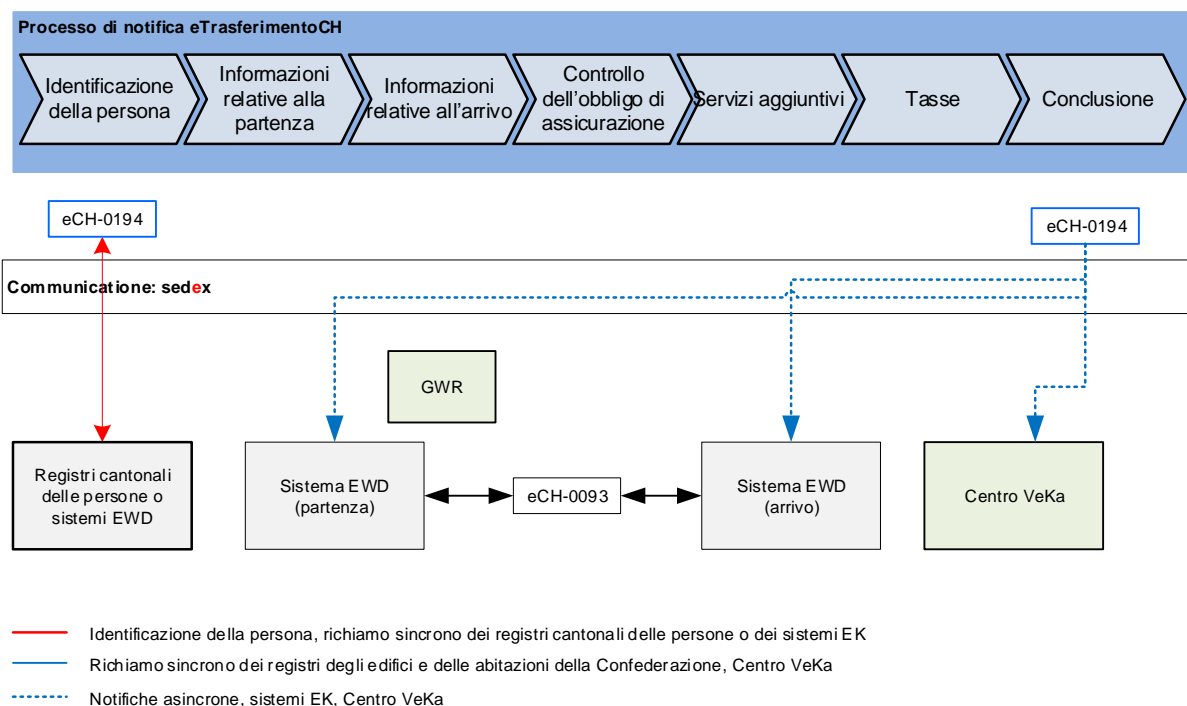 Processo di notifica eTrasferimentoCH
Identificazione
della persona
Informazioni
relative alla
partenza
Informazioni
relative all'arrivo
Controllo
dell'obbligo di
assicurazione
Servizi aggiuntivi
Tasse
Conclusione
eCH-0194
eCH-0194
Communicatione: sedex
GWR
Registri cantonali
delle persone o
sistemi EWD
Sistema EWD
(partenza)
eCH-0093
Sistema EWD
(arrivo)
Centro VeKa
Identificazione della persona, richiamo sincrono dei registri cantonali delle persone o dei sistemi EK
Richiamo sincrono dei registri degli edifici e delle abitazioni della Confederazione, Centro VeKa
Notifiche asincrone, sistemi EK, Centro VeKa